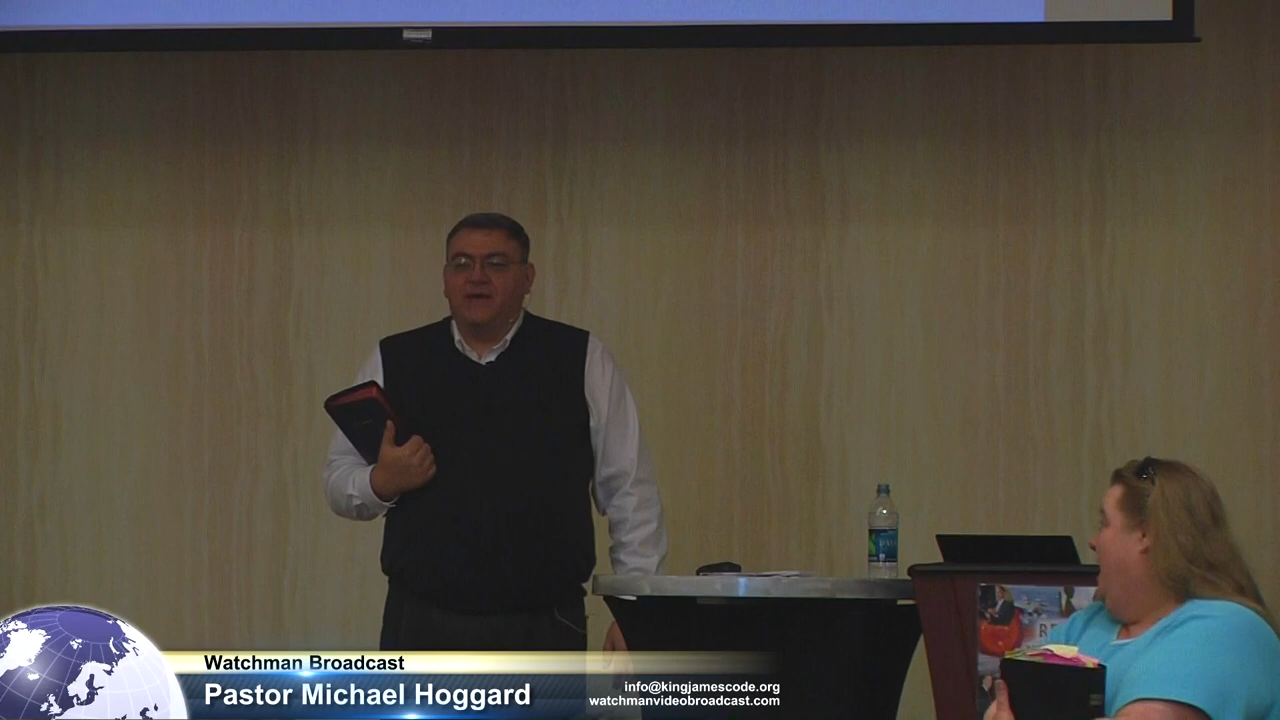 Watchman Broadcast
Pastor Michael Hoggard
info@kingjamescode.org
watchmanvideobroadcast.com